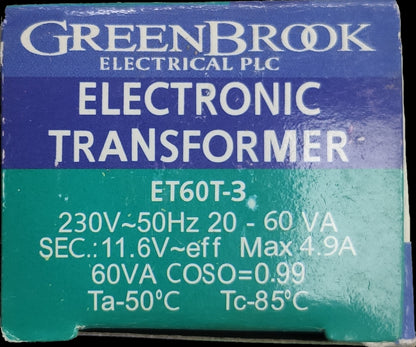 GREENBROOK
ELECTRICAL PLC
ELECTRONIC
TRANSFORMER
ET60T-3
230V~50Hz 20 - 60 VA
SEC.:11.6V~eff Max 4.9A
60VA COSO=0.99
Ta-50°C Tc-85°C